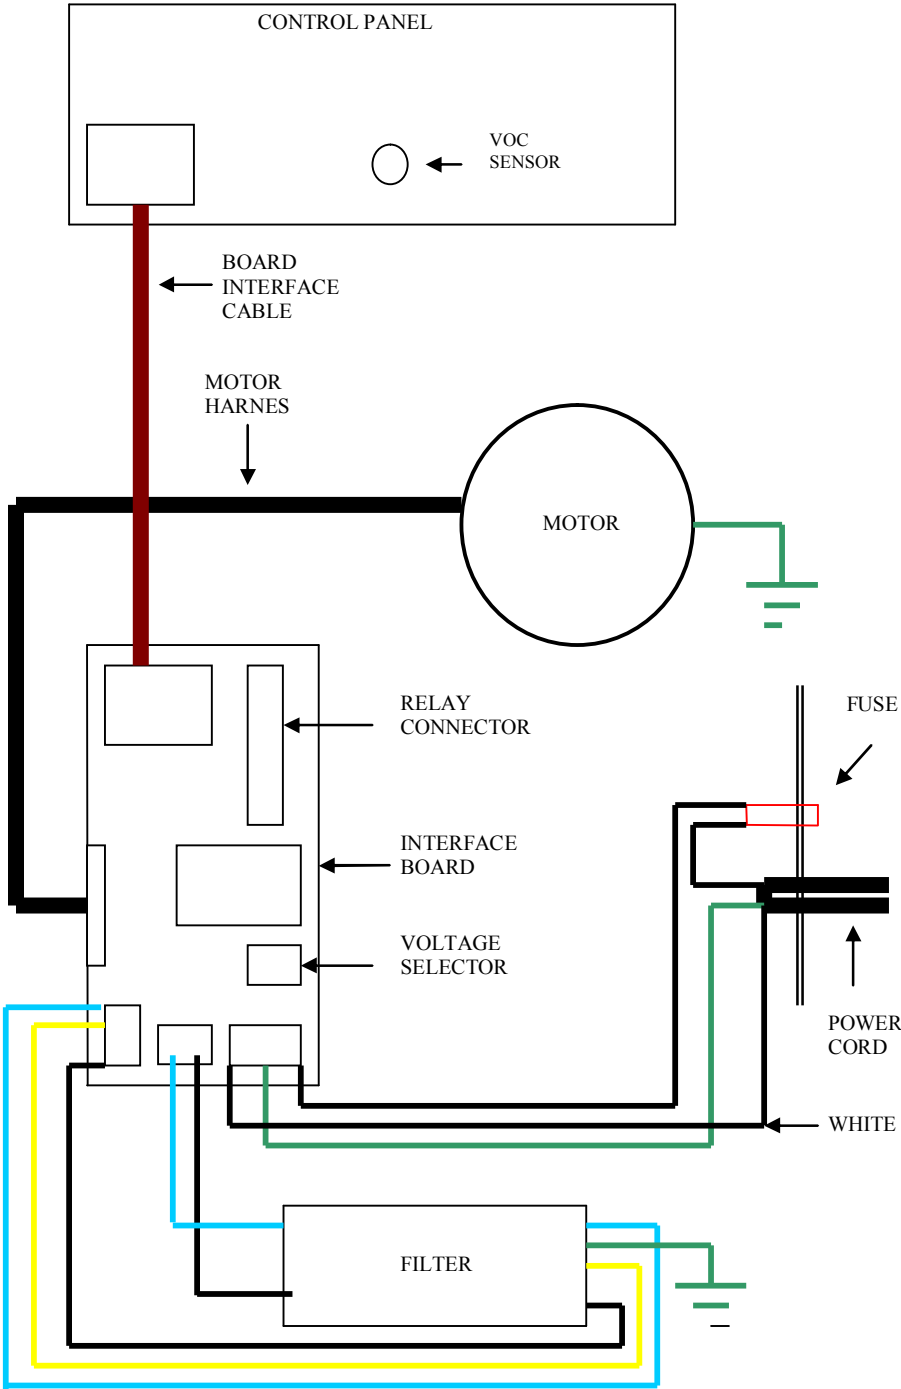 CONTROL PANEL
VOC
SENSOR
BOARD
INTERFACE
CABLE
MOTOR
HARNES
MOTOR
RELAY
CONNECTOR
FUSE
INTERFACE
BOARD
VOLTAGE
SELECTOR
POWER
CORD
WHITE
FILTER